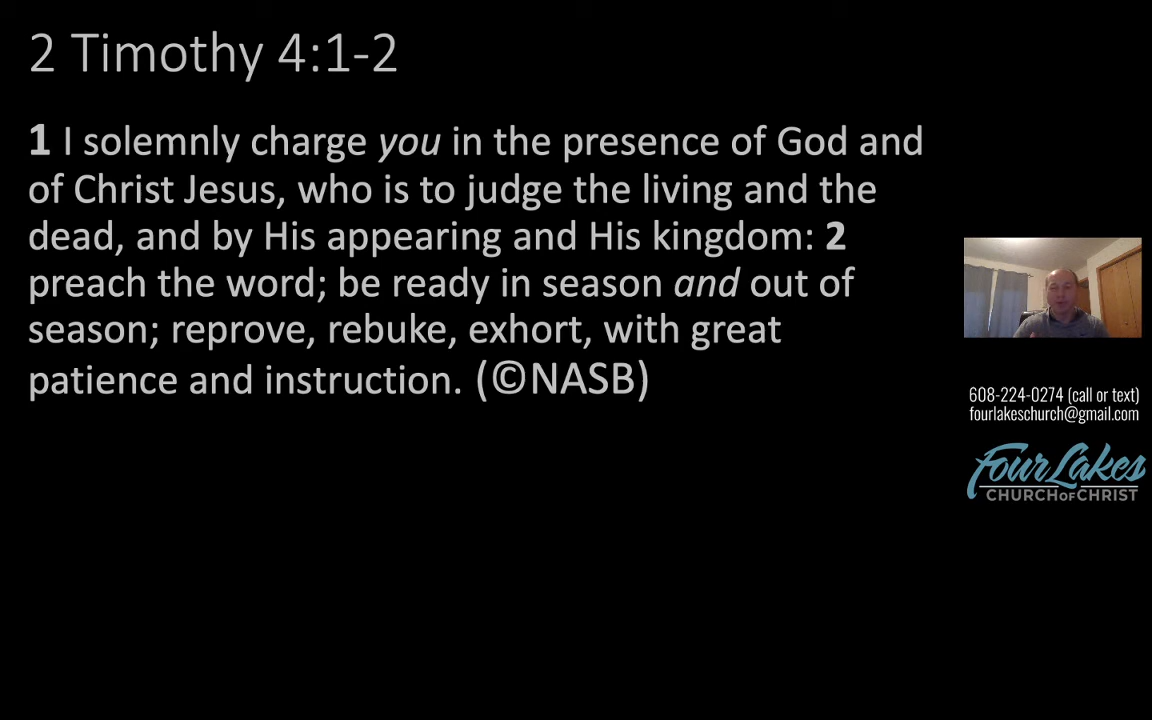 2 Timothy 4:1-2
1 I solemnly charge you in the presence of God and
of Christ Jesus, who is to judge the living and the
dead, and by His appearing and His kingdom: 2
preach the word; be ready in season and out of
season; reprove, rebuke, exhort, with great
patience and instruction. (©NASB)
608-224-0274 (call or text)
fourlakeschurch@gmail.com
Four Lakes
CHURCH OF CHRIST